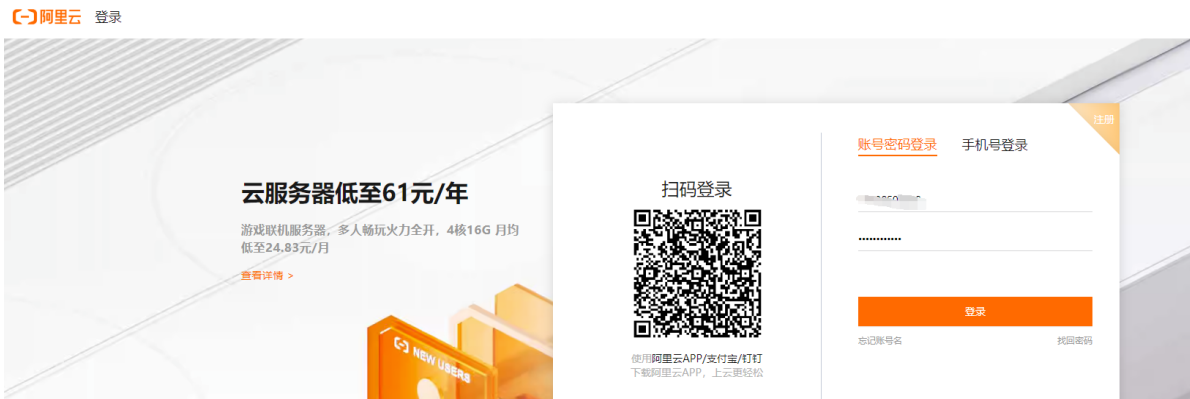 阿里云 登录
注册
账号密码登录 手机号登录
云服务器低至61元/年
游戏联机服务器，多人畅玩火力全开，4核16G 月均
低至24.83元/月
查看详情 >
NEW USERS
扫码登录
使用阿里云APP/支付宝/钉钉
下载阿里云APP，上云更轻松
••••••••••••
登录
忘记账号名 找回密码